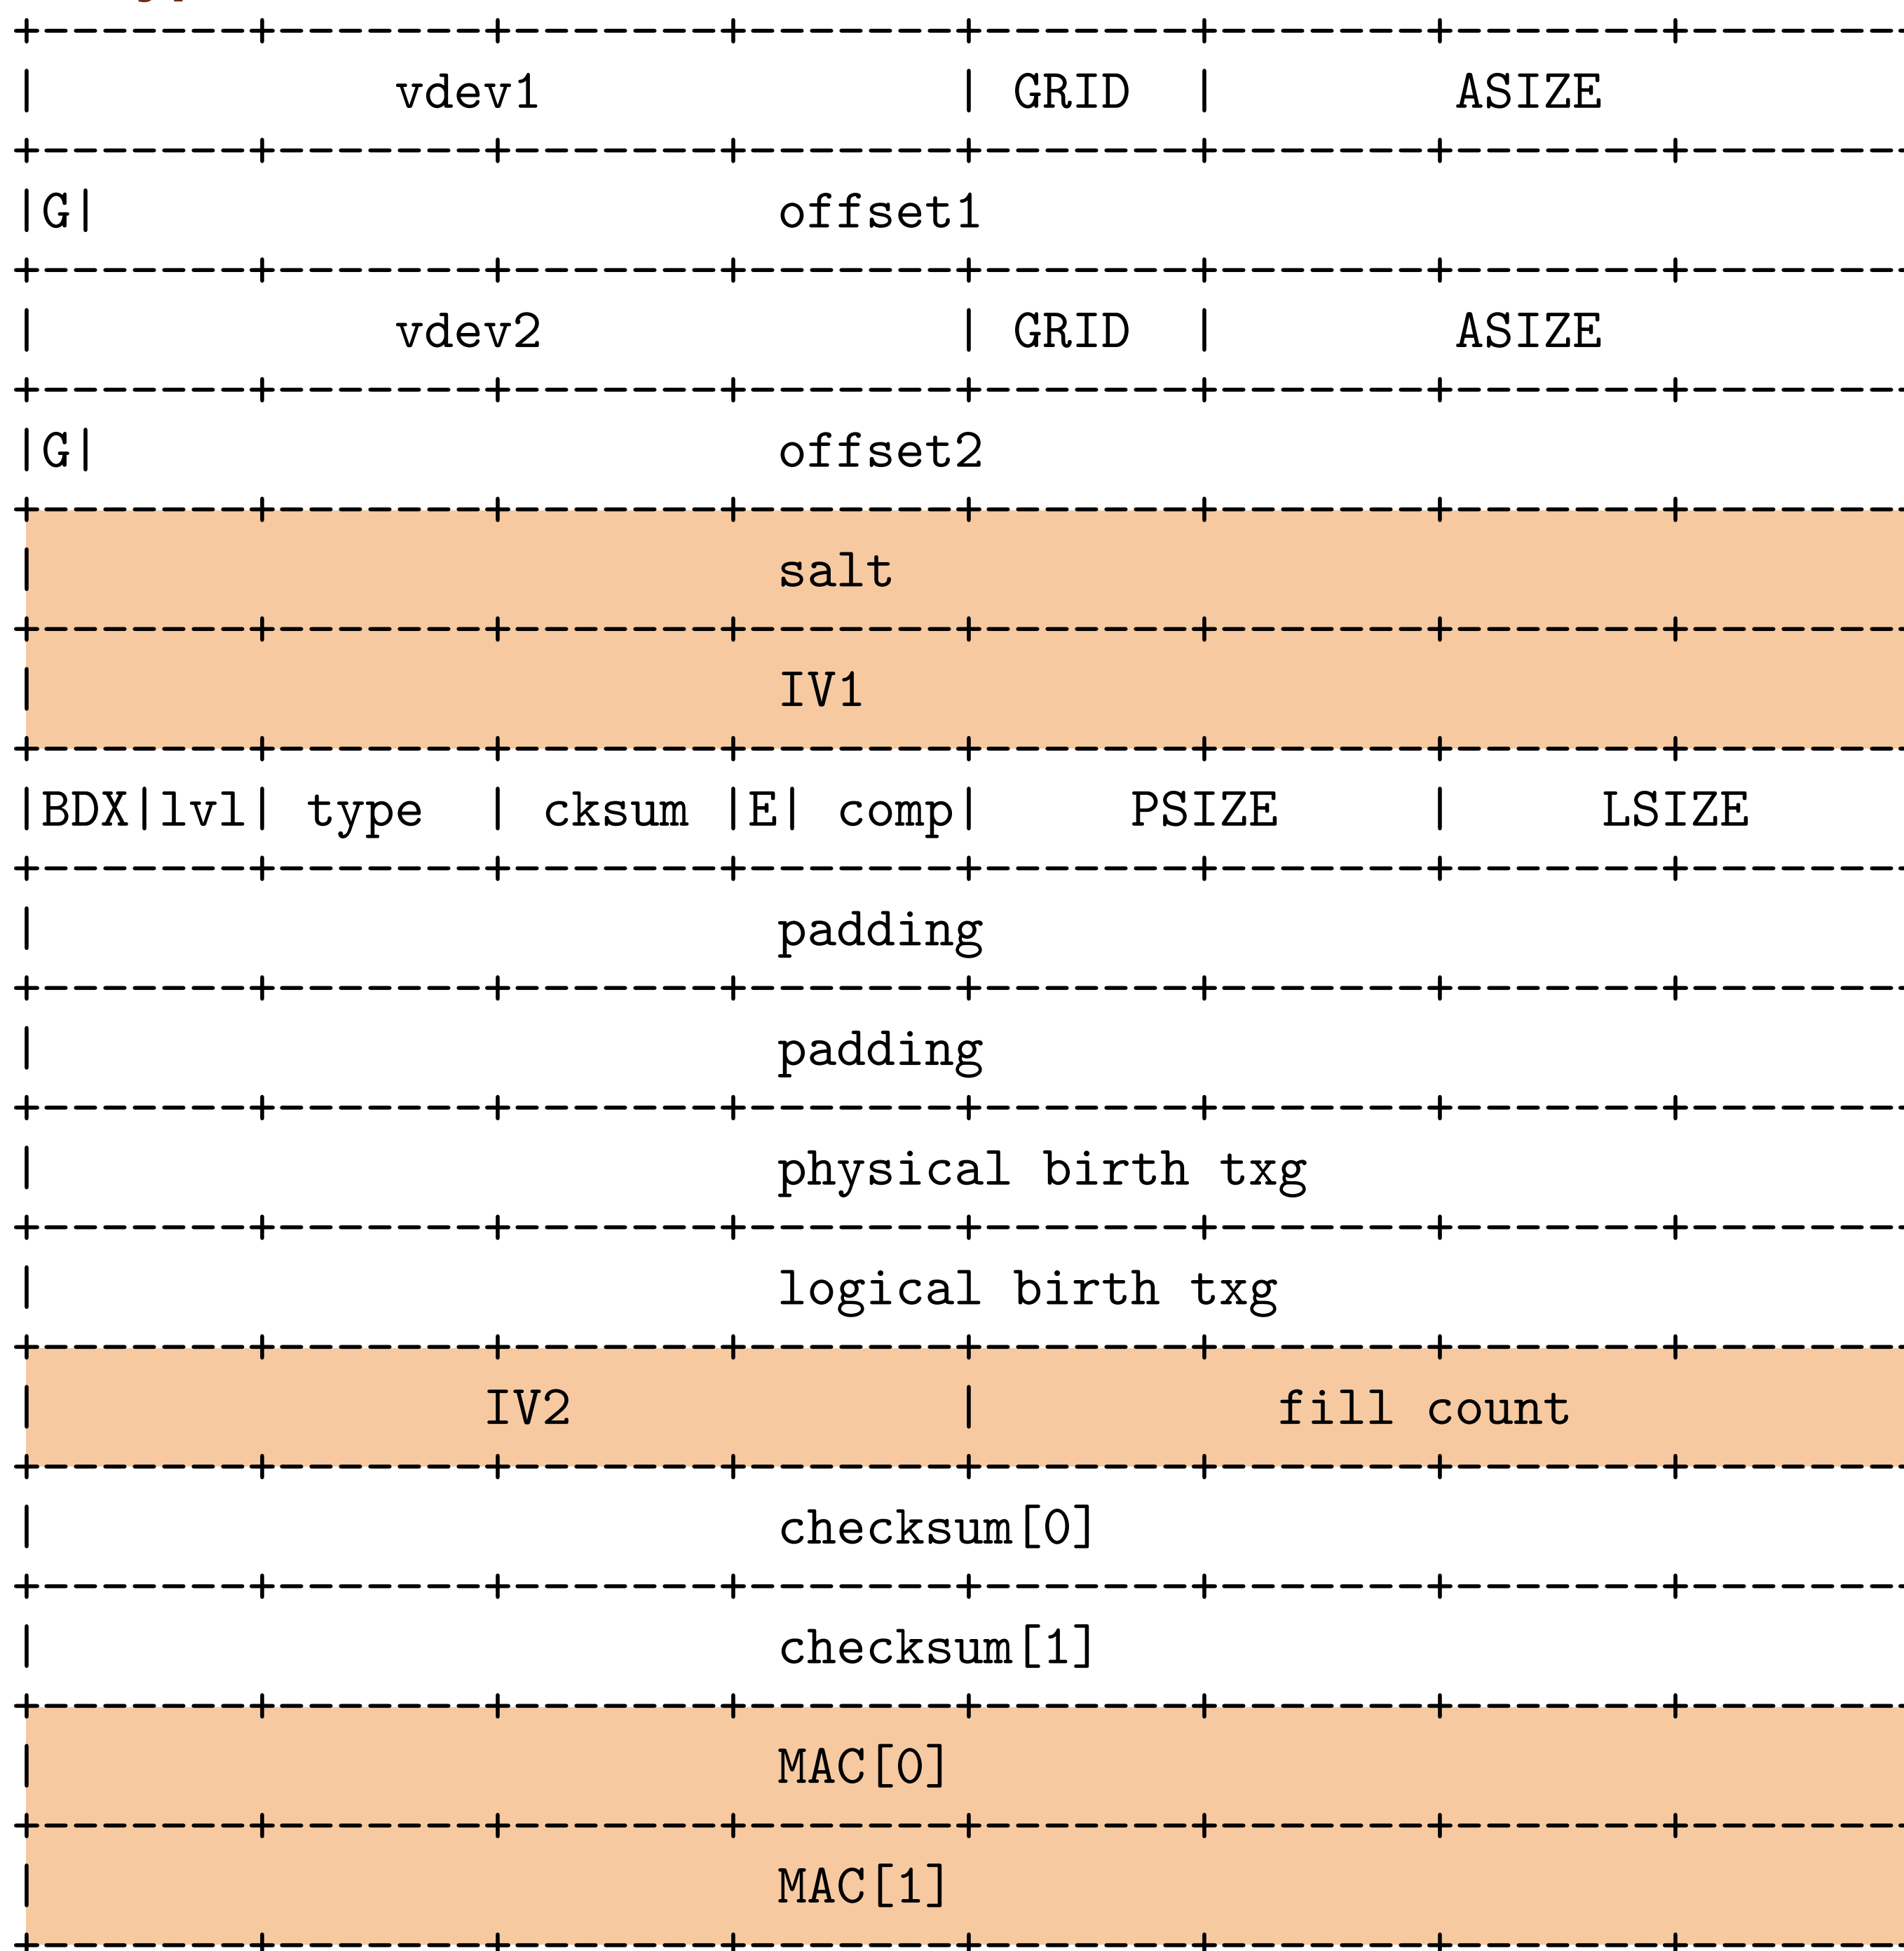 +-------+-------+-------+-------+-------+-------+-------+-------
|            vdev1              | GRID  |        ASIZE
+-------+-------+-------+-------+-------+-------+-------+-------
|G|                       offset1
+-------+-------+-------+-------+-------+-------+-------+-------
|            vdev2              | GRID  |        ASIZE
+-------+-------+-------+-------+-------+-------+-------+-------
|G|                       offset2
+-------+-------+-------+-------+-------+-------+-------+-------
|                         salt
+-------+-------+-------+-------+-------+-------+-------+-------
|                         IV1
+-------+-------+-------+-------+-------+-------+-------+-------
|BDX|lvl| type  | cksum |E| comp|     PSIZE     |     LSIZE
+-------+-------+-------+-------+-------+-------+-------+-------
|                         padding
+-------+-------+-------+-------+-------+-------+-------+-------
|                         padding
+-------+-------+-------+-------+-------+-------+-------+-------
|                         physical birth txg
+-------+-------+-------+-------+-------+-------+-------+-------
|                         logical birth txg
+-------+-------+-------+-------+-------+-------+-------+-------
|               IV2             |          fill count
+-------+-------+-------+-------+-------+-------+-------+-------
|                         checksum[0]
+-------+-------+-------+-------+-------+-------+-------+-------
|                         checksum[1]
+-------+-------+-------+-------+-------+-------+-------+-------
|                         MAC[0]
+-------+-------+-------+-------+-------+-------+-------+-------
|                         MAC[1]
+-------+-------+-------+-------+-------+-------+-------+-------